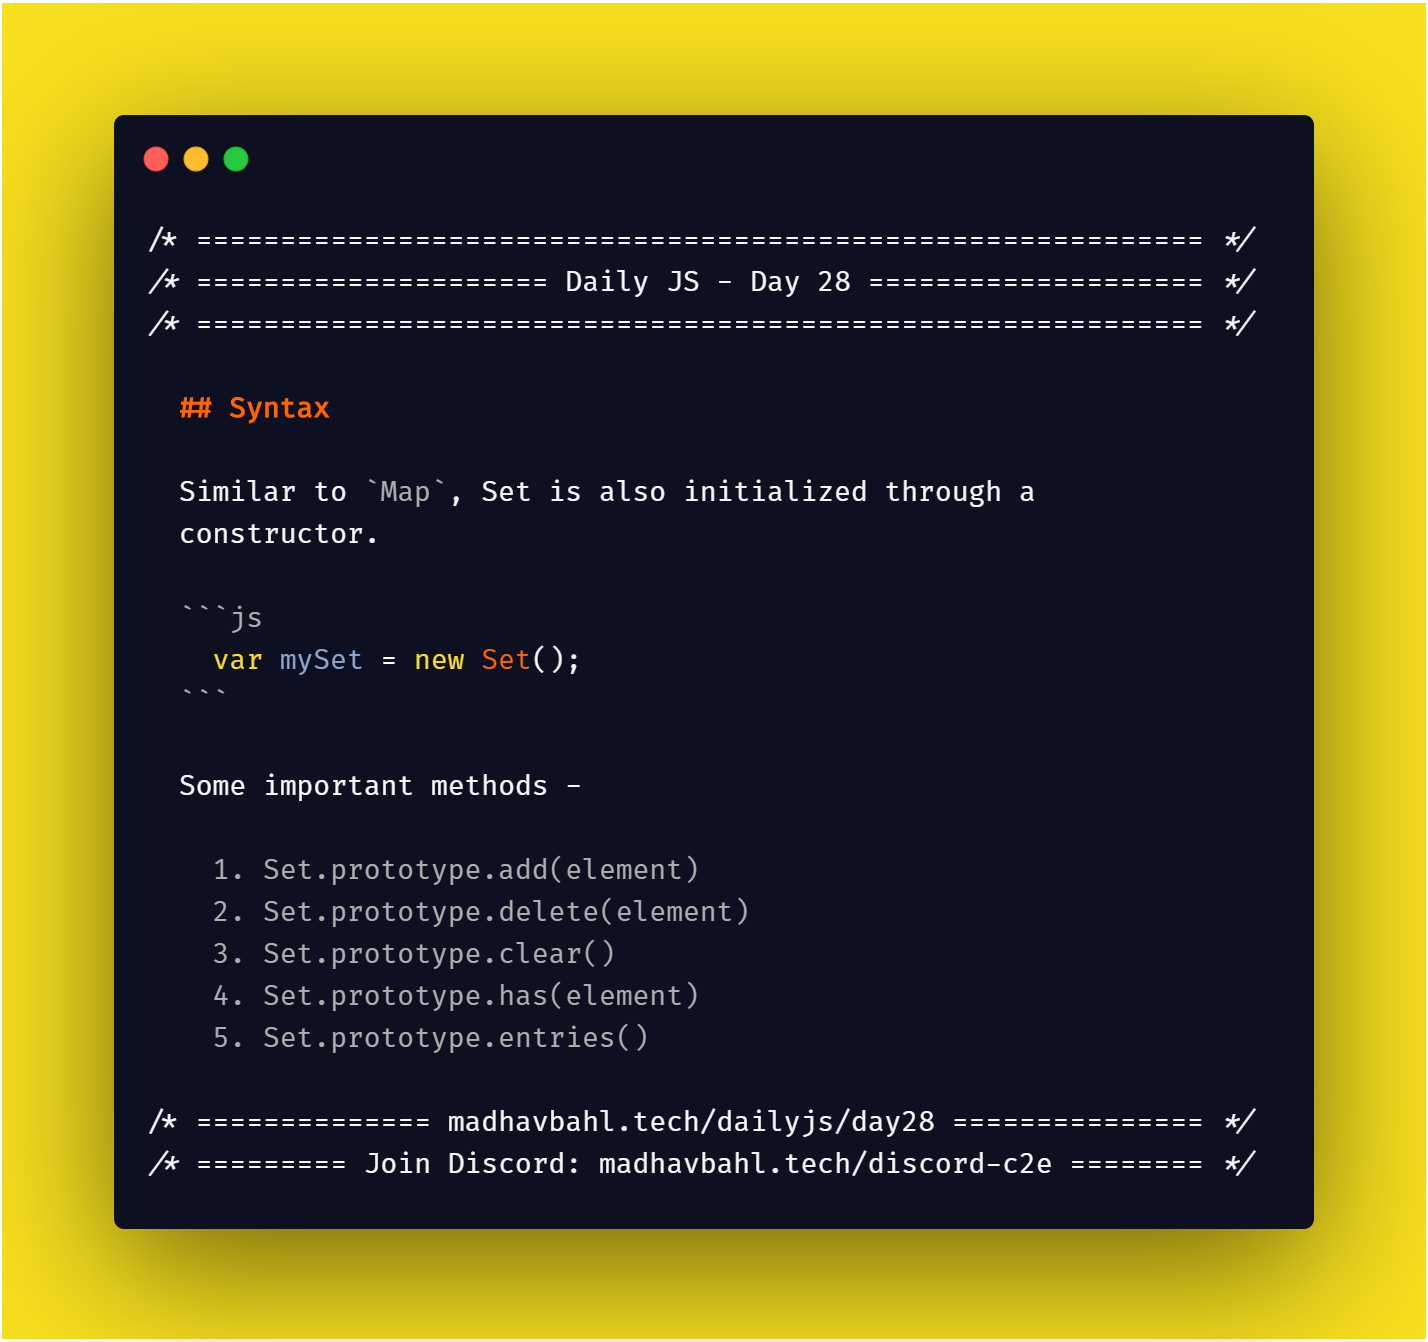 /* ============================================================ */
/* ===================== Daily JS - Day 28 ==================== */
/* ============================================================ */
## Syntax
Similar to `Map`, Set is also initialized through a
constructor.
```js
var mySet = new Set();
```
Some important methods -
1. Set.prototype.add(element)
2. Set.prototype.delete(element)
3. Set.prototype.clear()
4. Set.prototype.has(element)
5. Set.prototype.entries()
/* ============== madhavbahl.tech/dailyjs/day28 =============== */
/* ========= Join Discord: madhavbahl.tech/discord-c2e ======== */